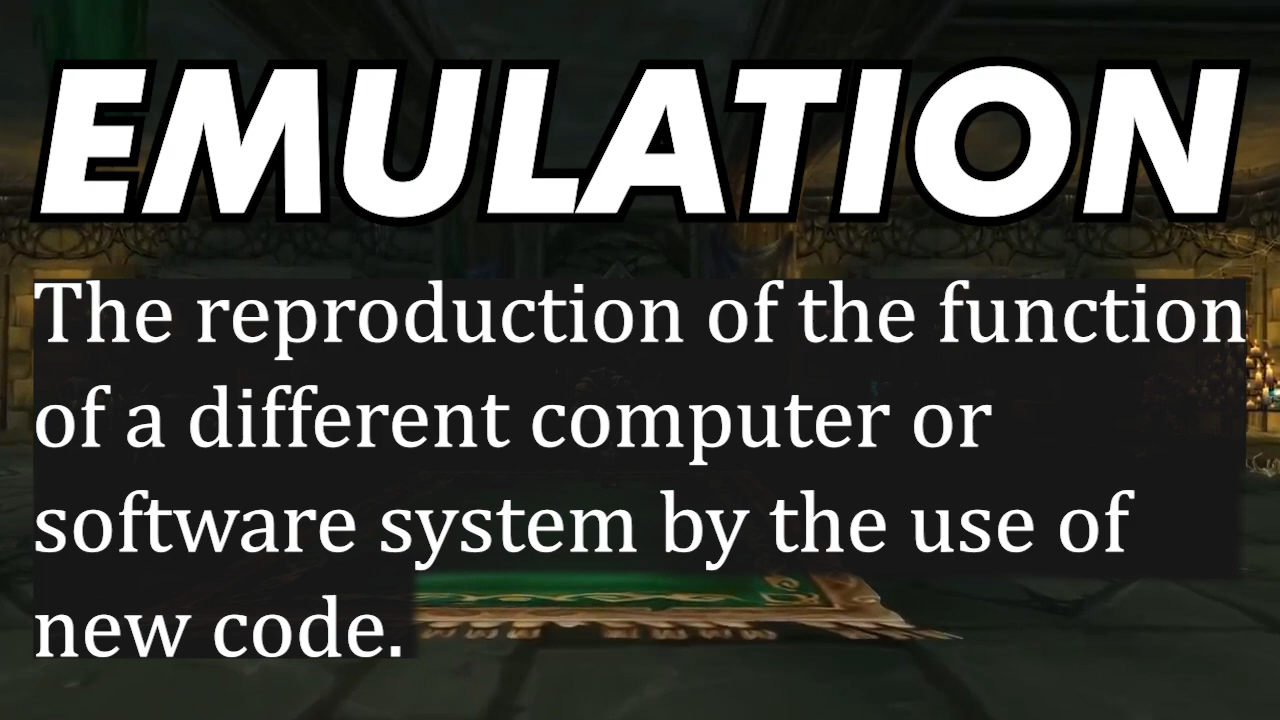 EMULATION
The reproduction of the function
of a different computer or
software system by the use of
new code.